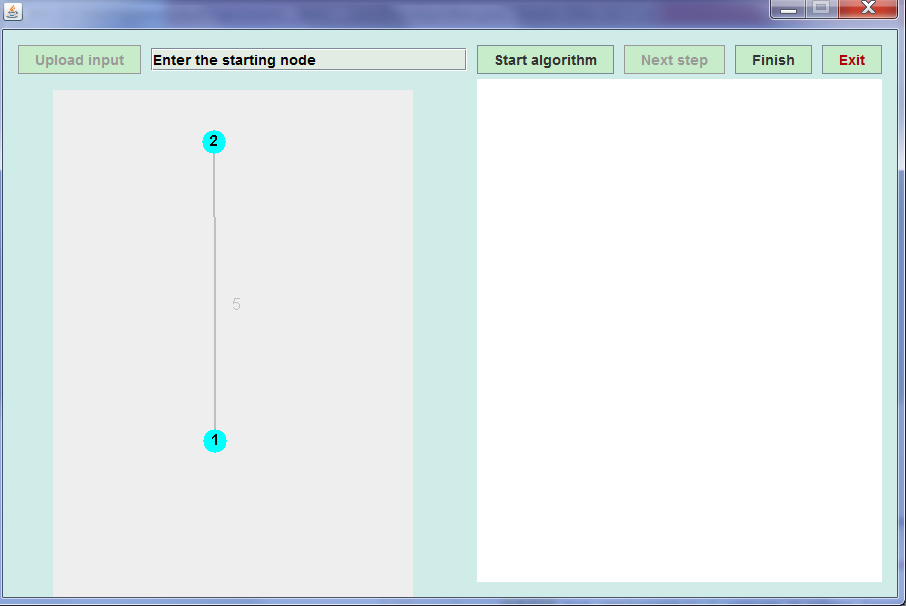 Upload input
Enter the starting node
Start algorithm
Next step
Finish
Exit
2
5
1